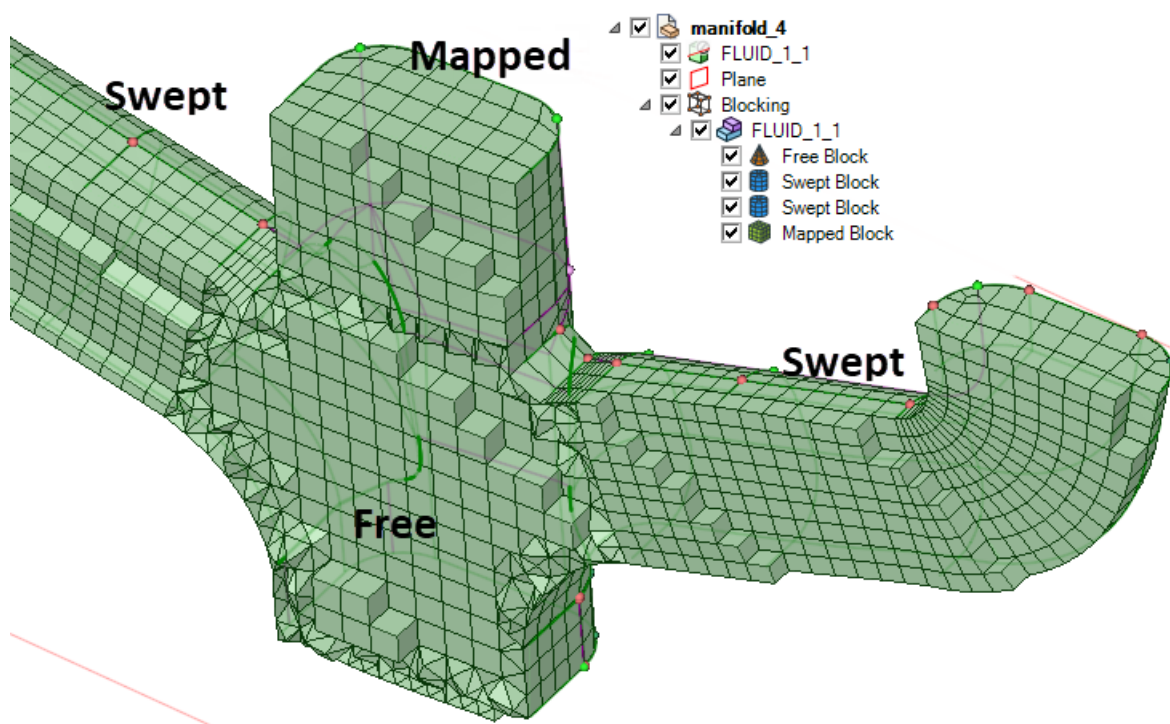 Mapped
Swept
manifold_4
FLUID_1_1
Plane
Blocking
FLUID_1_1
Free Block
Swept Block
Swept Block
Mapped Block
Swept
Free